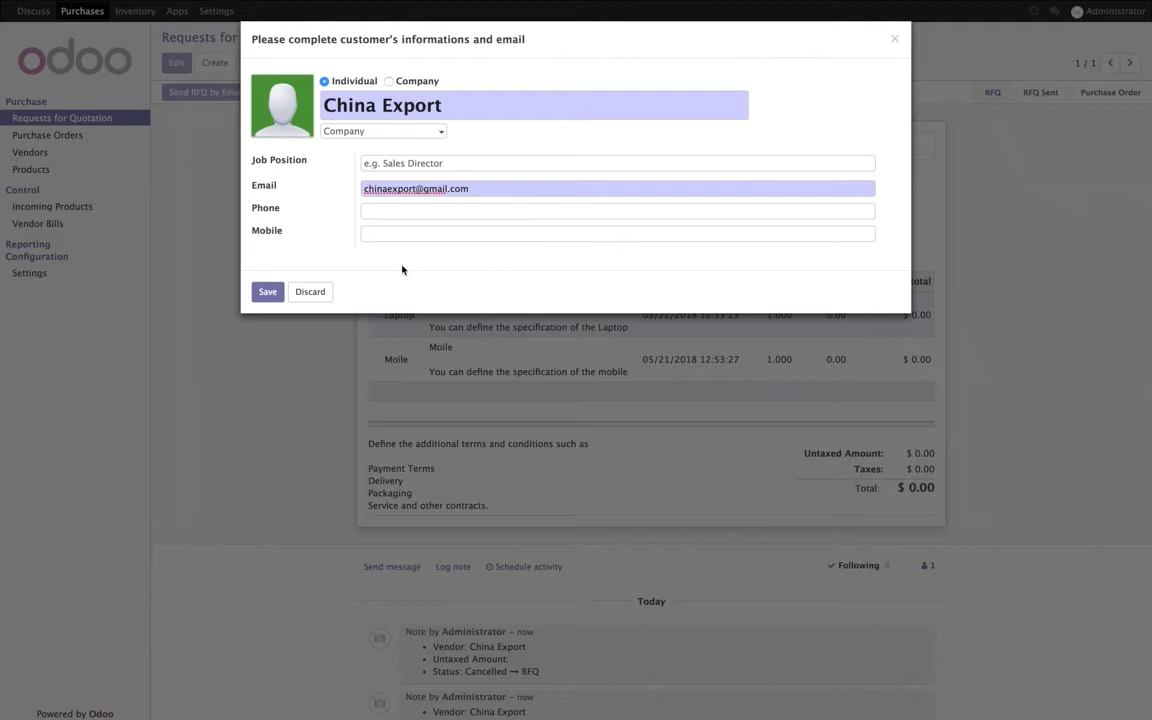 Discuss Purchases Inventory Apps Settings Administrator
odoo
Purchase
Requests for Quotation
Purchase Orders
Vendors
Products
Control
Incoming Products
Vendor Bills
Reporting
Configuration
Settings
Powered by Odoo
Requests for
Edit Create
1 / 1
Send RFQ by Emai
RFQ RFQ Sent Purchase Order
Please complete customer's informations and email
×
Individual Company
China Export
Company
Job Position e.g. Sales Director
Email chinaexport@gmail.com
Phone
Mobile
Save Discard
otal
Laptop 1.000 0.00 $ 0.00
You can define the specification of the Laptop
Moile
Moile 05/21/2018 12:53:27 1.000 0.00 $ 0.00
You can define the specification of the mobile
Define the additional terms and conditions such as
Payment Terms
Delivery
Packaging
Service and other contracts.
Untaxed Amount: $ 0.00
Taxes: $ 0.00
Total: $ 0.00
Send message Log note Schedule activity Following 1
Today
Note by Administrator – now
• Vendor: China Export
• Untaxed Amount:
• Status: Cancelled → RFQ
Note by Administrator – now
• Vendor: China Export